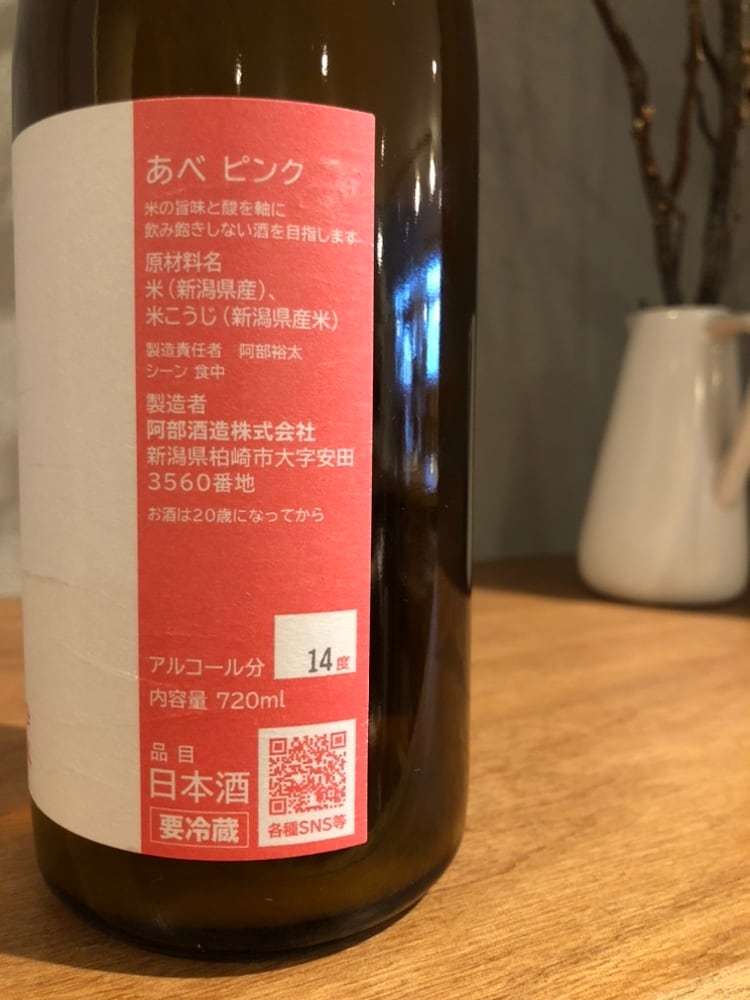 あべ ピンク
米の旨味と酸を軸に
飲み飽きしない酒を目指します
原材料名
米(新潟県産)、
米こうじ(新潟県産米)
製造責任者 阿部裕太
シーン 食中
製造者
阿部酒造株式会社
新潟県柏崎市大字安田
3560番地
お酒は20歳になってから
アルコール分 14度
内容量 720ml
品目
日本酒
要冷蔵
各種SNS等